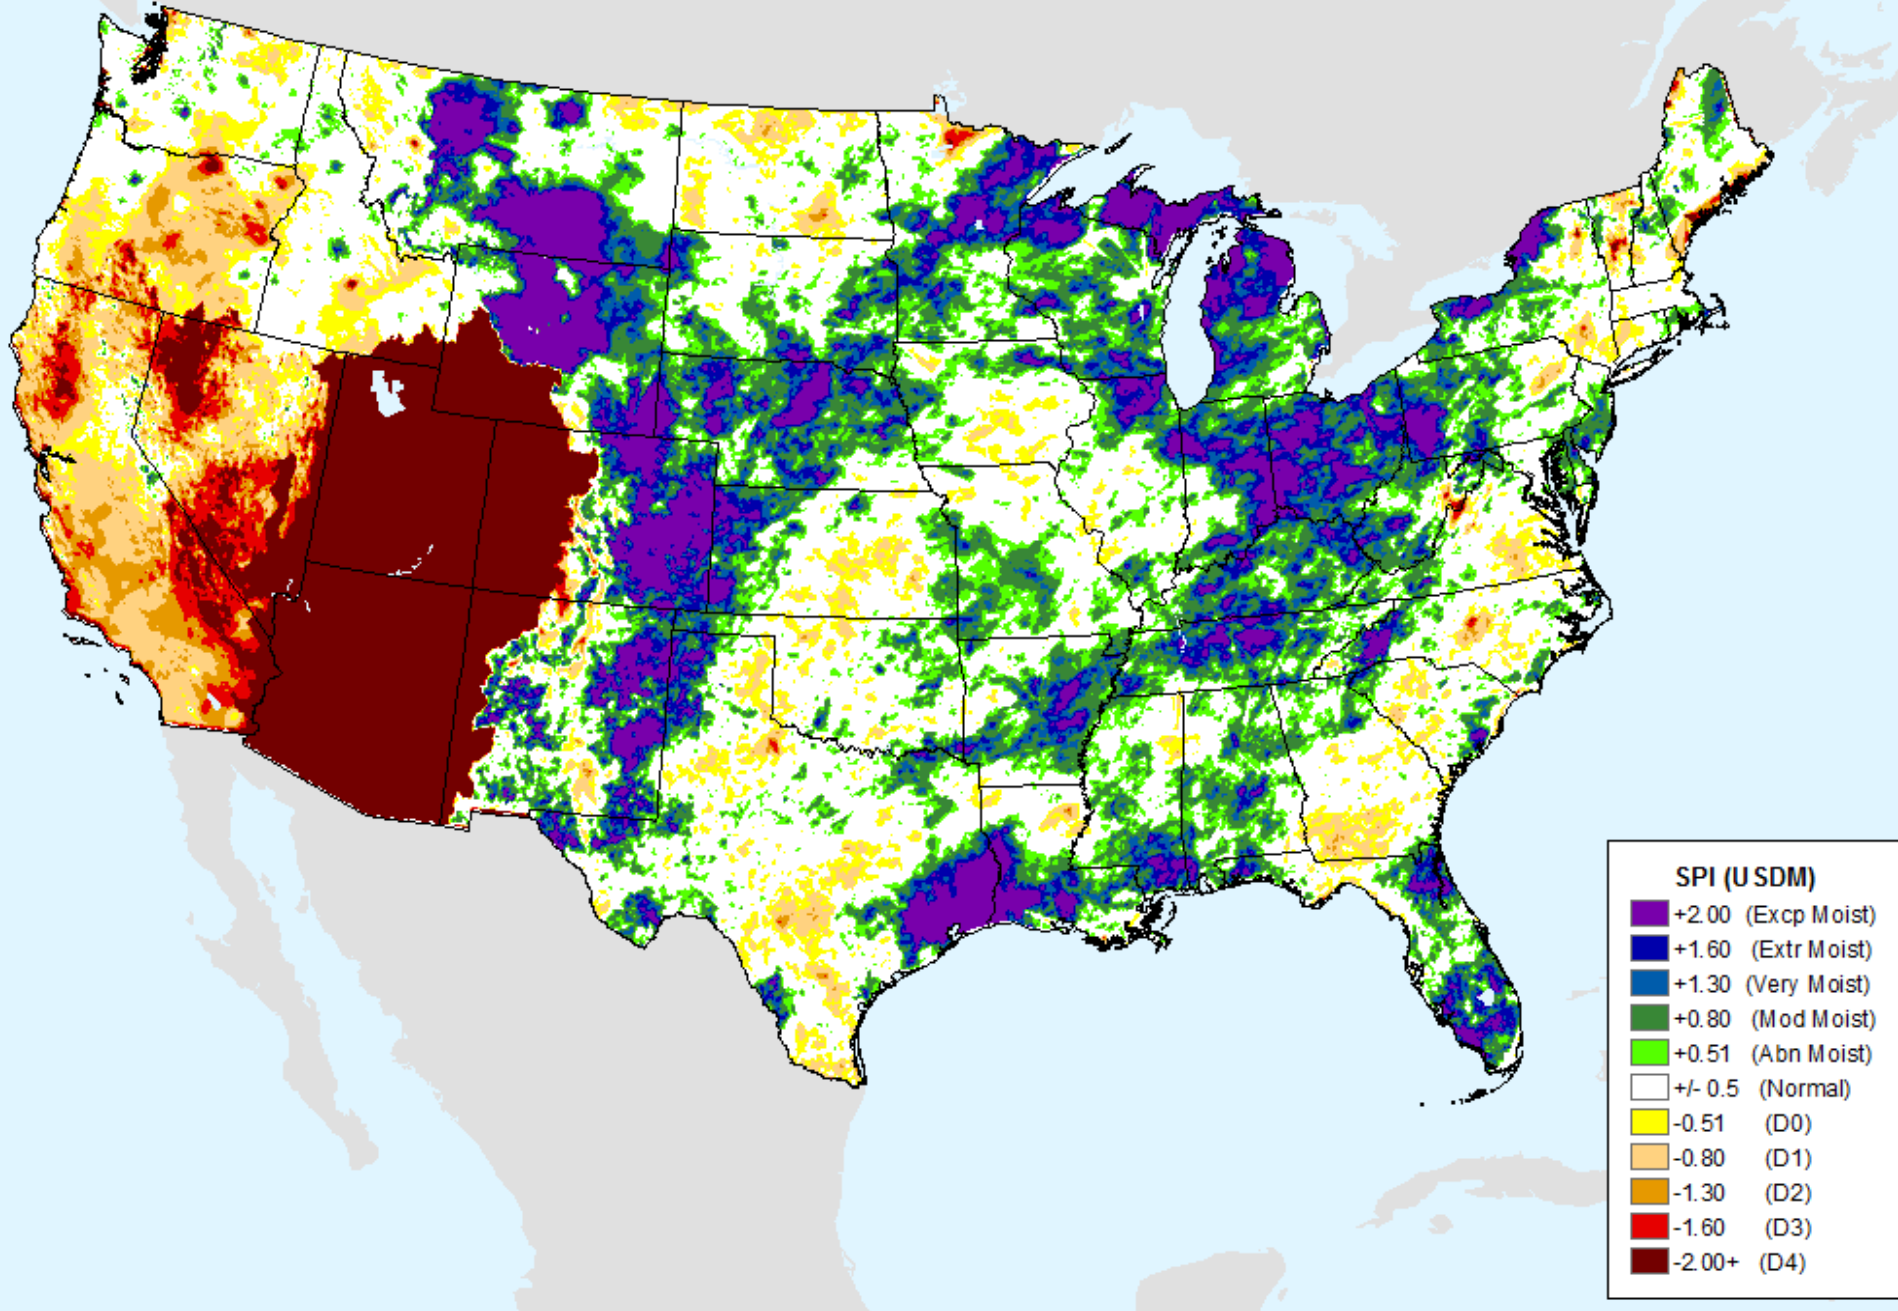 SPI (USDM)
+2.00 (Excp Moist)
+1.60 (Extr Moist)
+1.30 (Very Moist)
+0.80 (Mod Moist)
+0.51 (Abn Moist)
+/- 0.5 (Normal)
-0.51 (D0)
-0.80 (D1)
-1.30 (D2)
-1.60 (D3)
-2.00+ (D4)